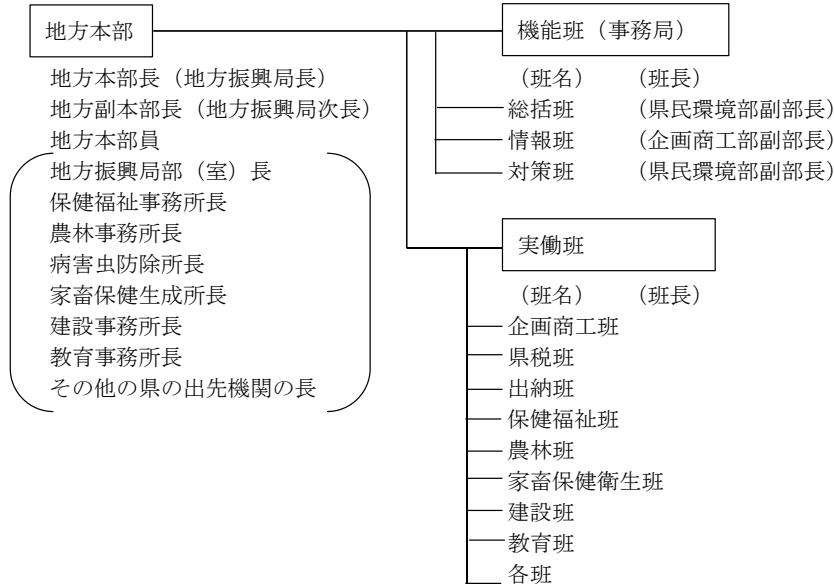 地方本部
地方本部長（地方振興局長）
地方副本部長（地方振興局次長）
地方本部員
地方振興局部（室）長
保健福祉事務所長
農林事務所長
病害虫防除所長
家畜保健生成所長
建設事務所長
教育事務所長
その他の県の出先機関の長
機能班（事務局）
（班名） （班長）
総括班 （県民環境部副部長）
情報班 （企画商工部副部長）
対策班 （県民環境部副部長）
実働班
（班名） （班長）
企画商工班
県税班
出納班
保健福祉班
農林班
家畜保健衛生班
建設班
教育班
各班